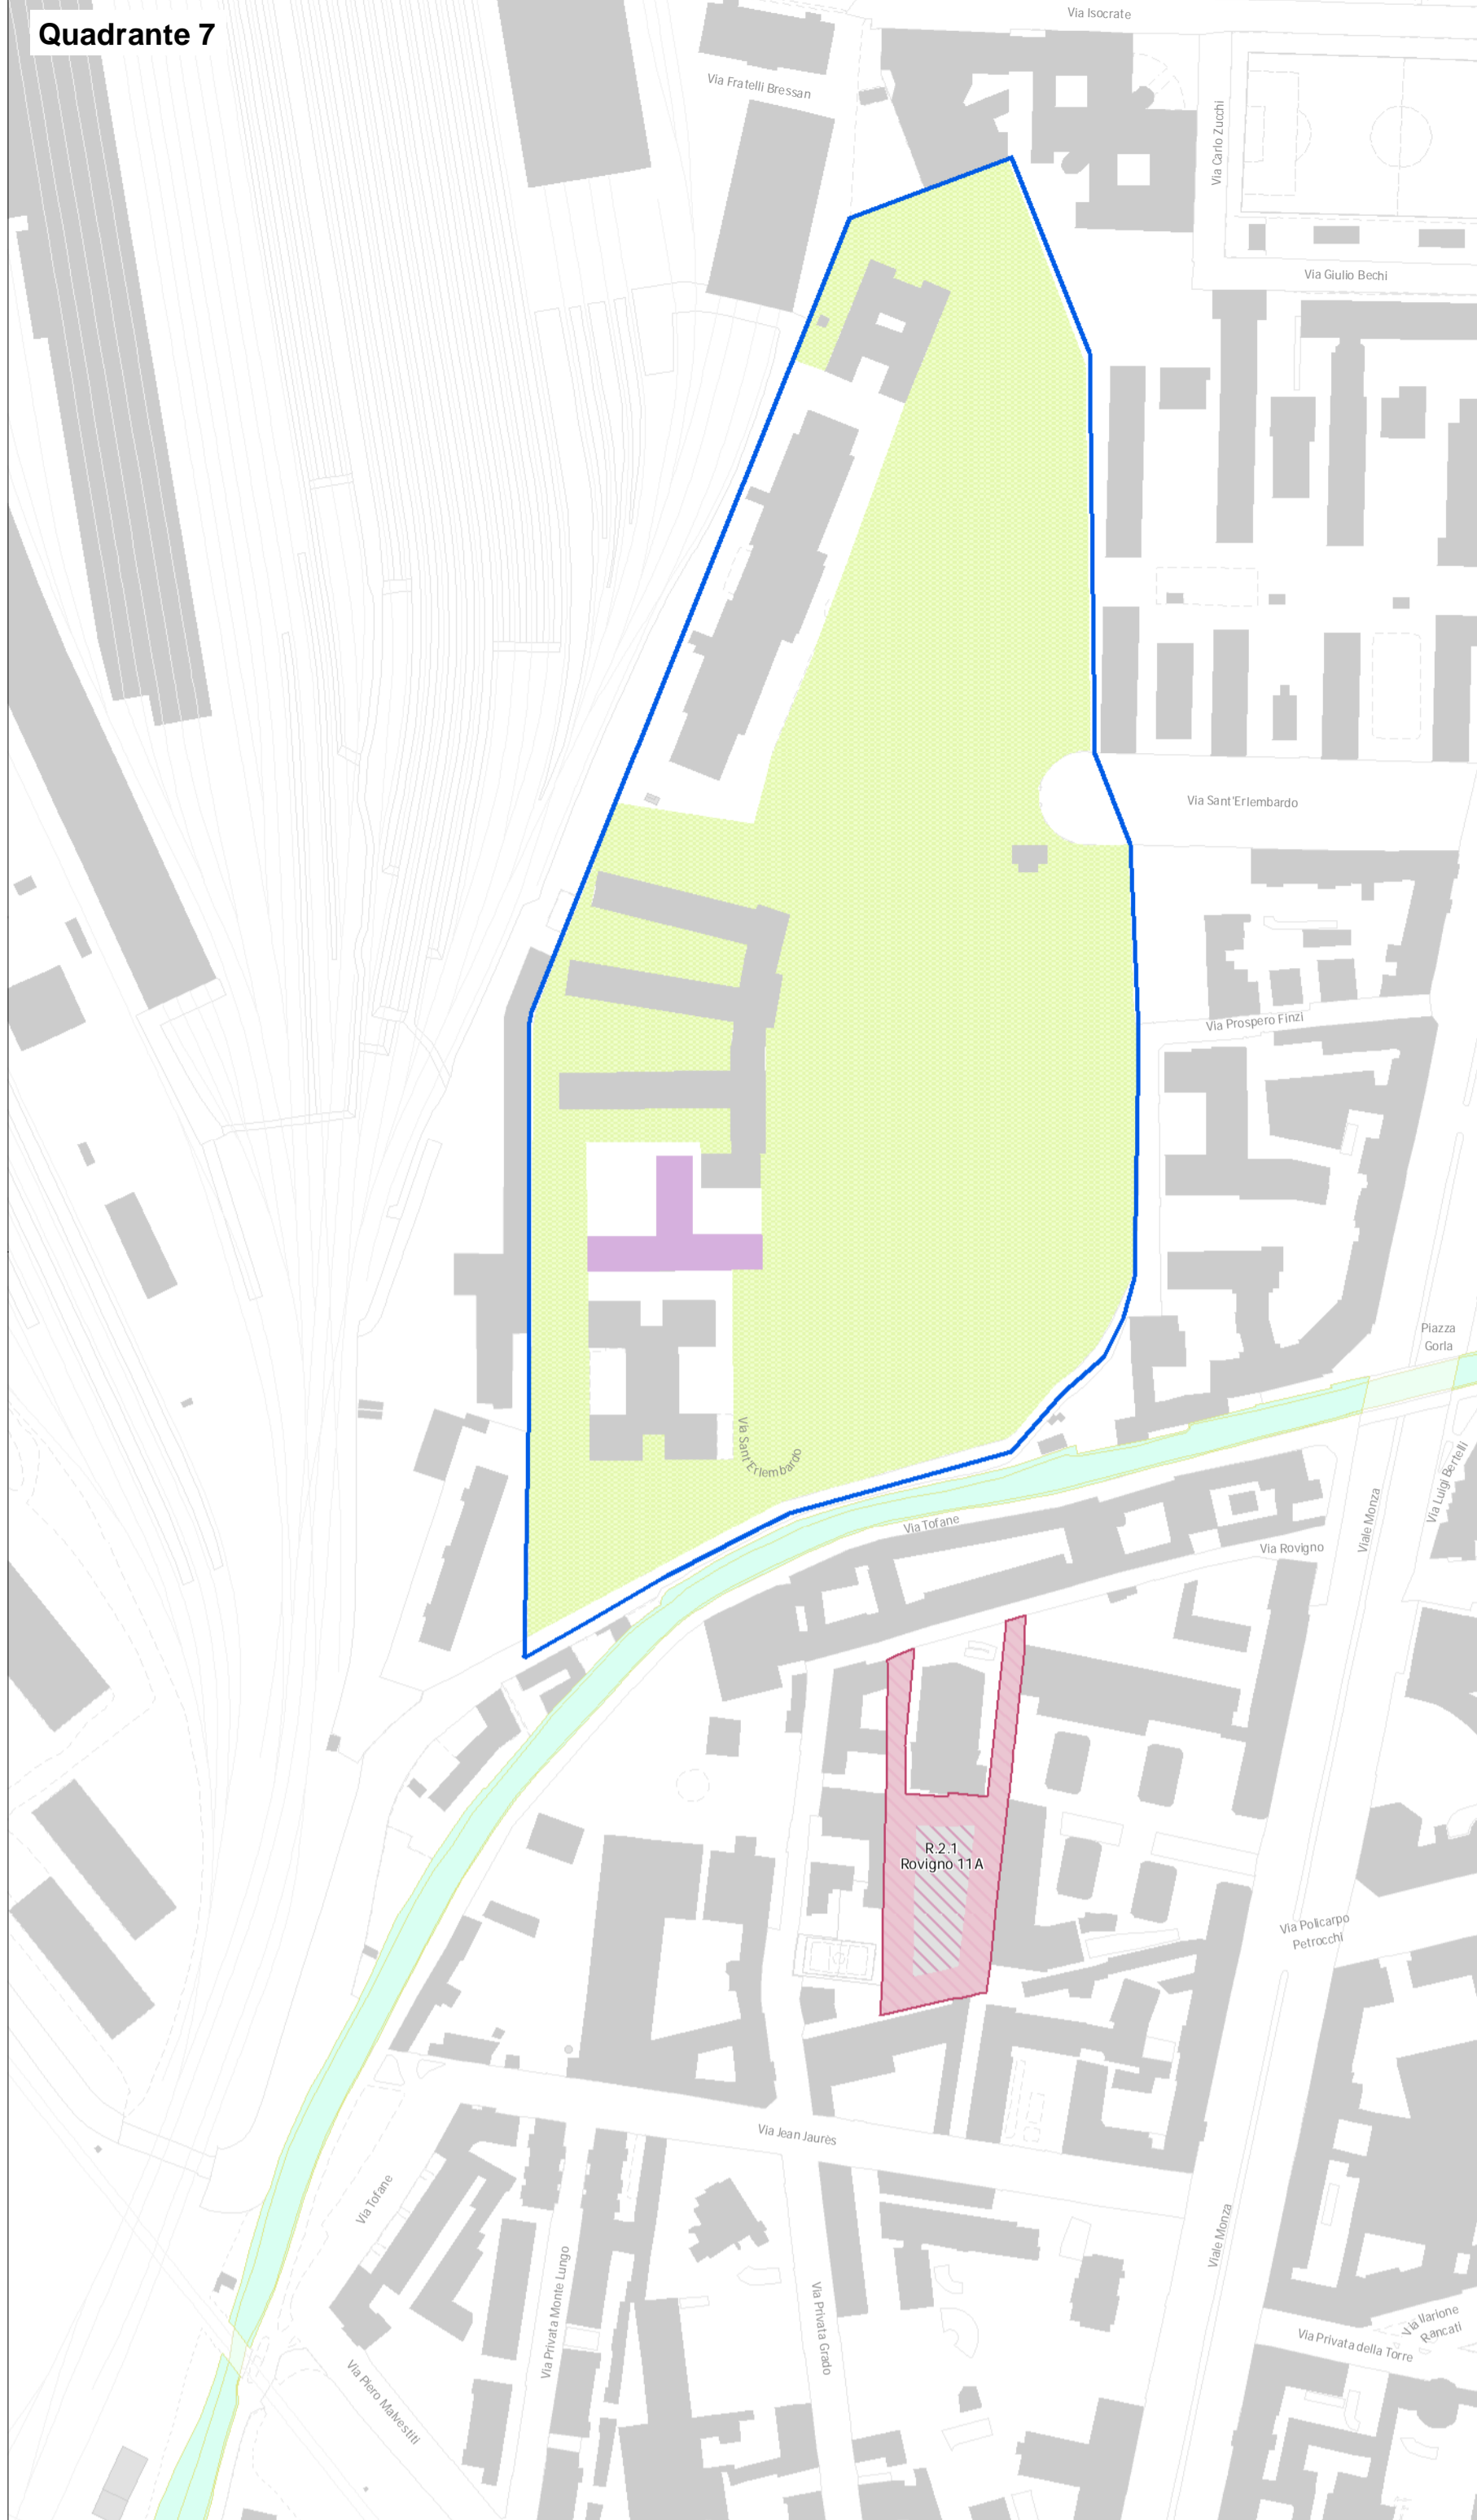 Quadrante 7
Via Isocrate
Via Fratelli Bressan
Via Carlo Zucchi
Via Giulio Bechi
Via Sant'Erlembardo
Via Prospero Finzi
Piazza
Gorla
Via Sant'Erlembardo
Via Luigi Bertelli
Viale Monza
Via Tofane
Via Rovigno
R.2.1
Rovigno 11A
Via Policarpo
Petrocchi
Via Jean Jaurès
Via Tofane
Viale Monza
Via Privata Monte Lungo
Via Privata Grado
Via Ilarione
Rancati
Via Privata della Torre
Via Piero Malvestiti